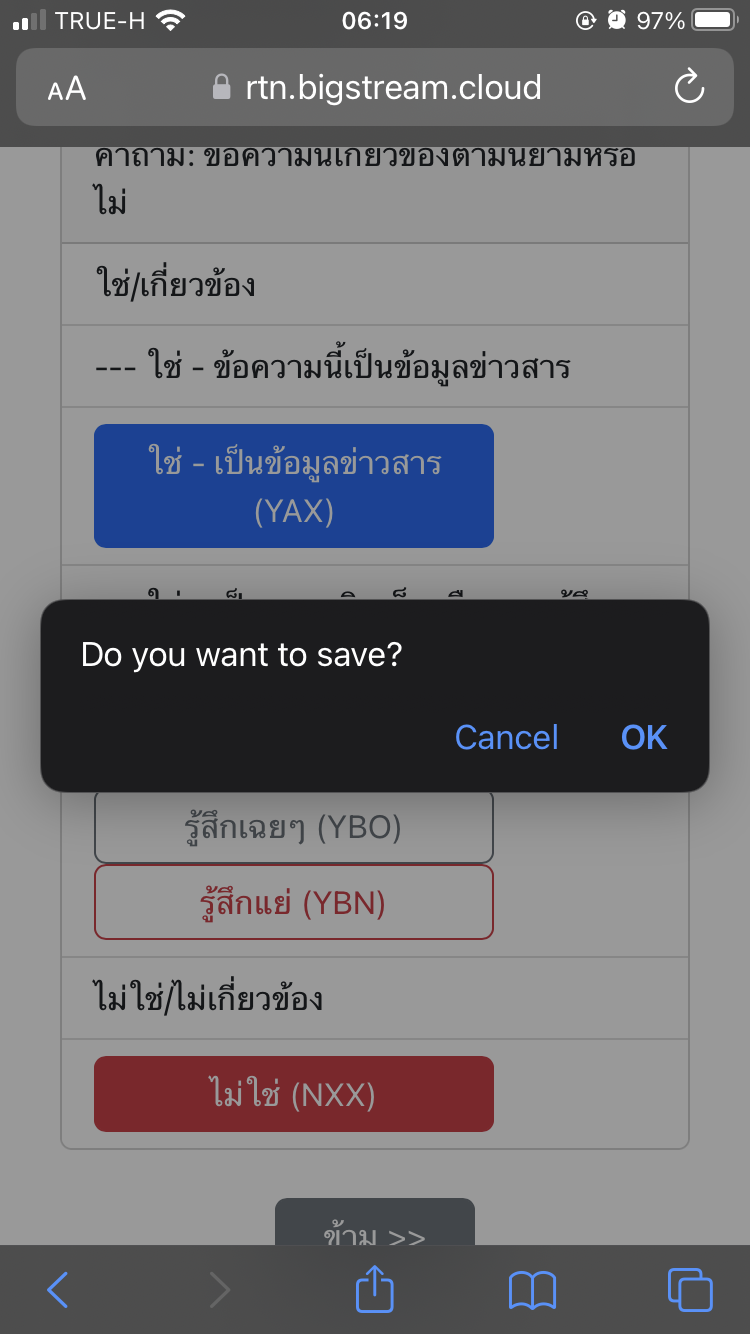 TRUE-H
06:19
97%
AA
rtn.bigstream.cloud
คำถาม: ข้อความนี้เกี่ยวข้องตามนิยามหรือ
ไม่
ใช่/เกี่ยวข้อง
--- ใช่ - ข้อความนี้เป็นข้อมูลข่าวสาร
ใช่ - เป็นข้อมูลข่าวสาร
(YAX)
Do you want to save?
Cancel
OK
รู้สึกเฉยๆ (YBO)
รู้สึกแย่ (YBN)
ไม่ใช่/ไม่เกี่ยวข้อง
ไม่ใช่ (NXX)
ข้าม >>